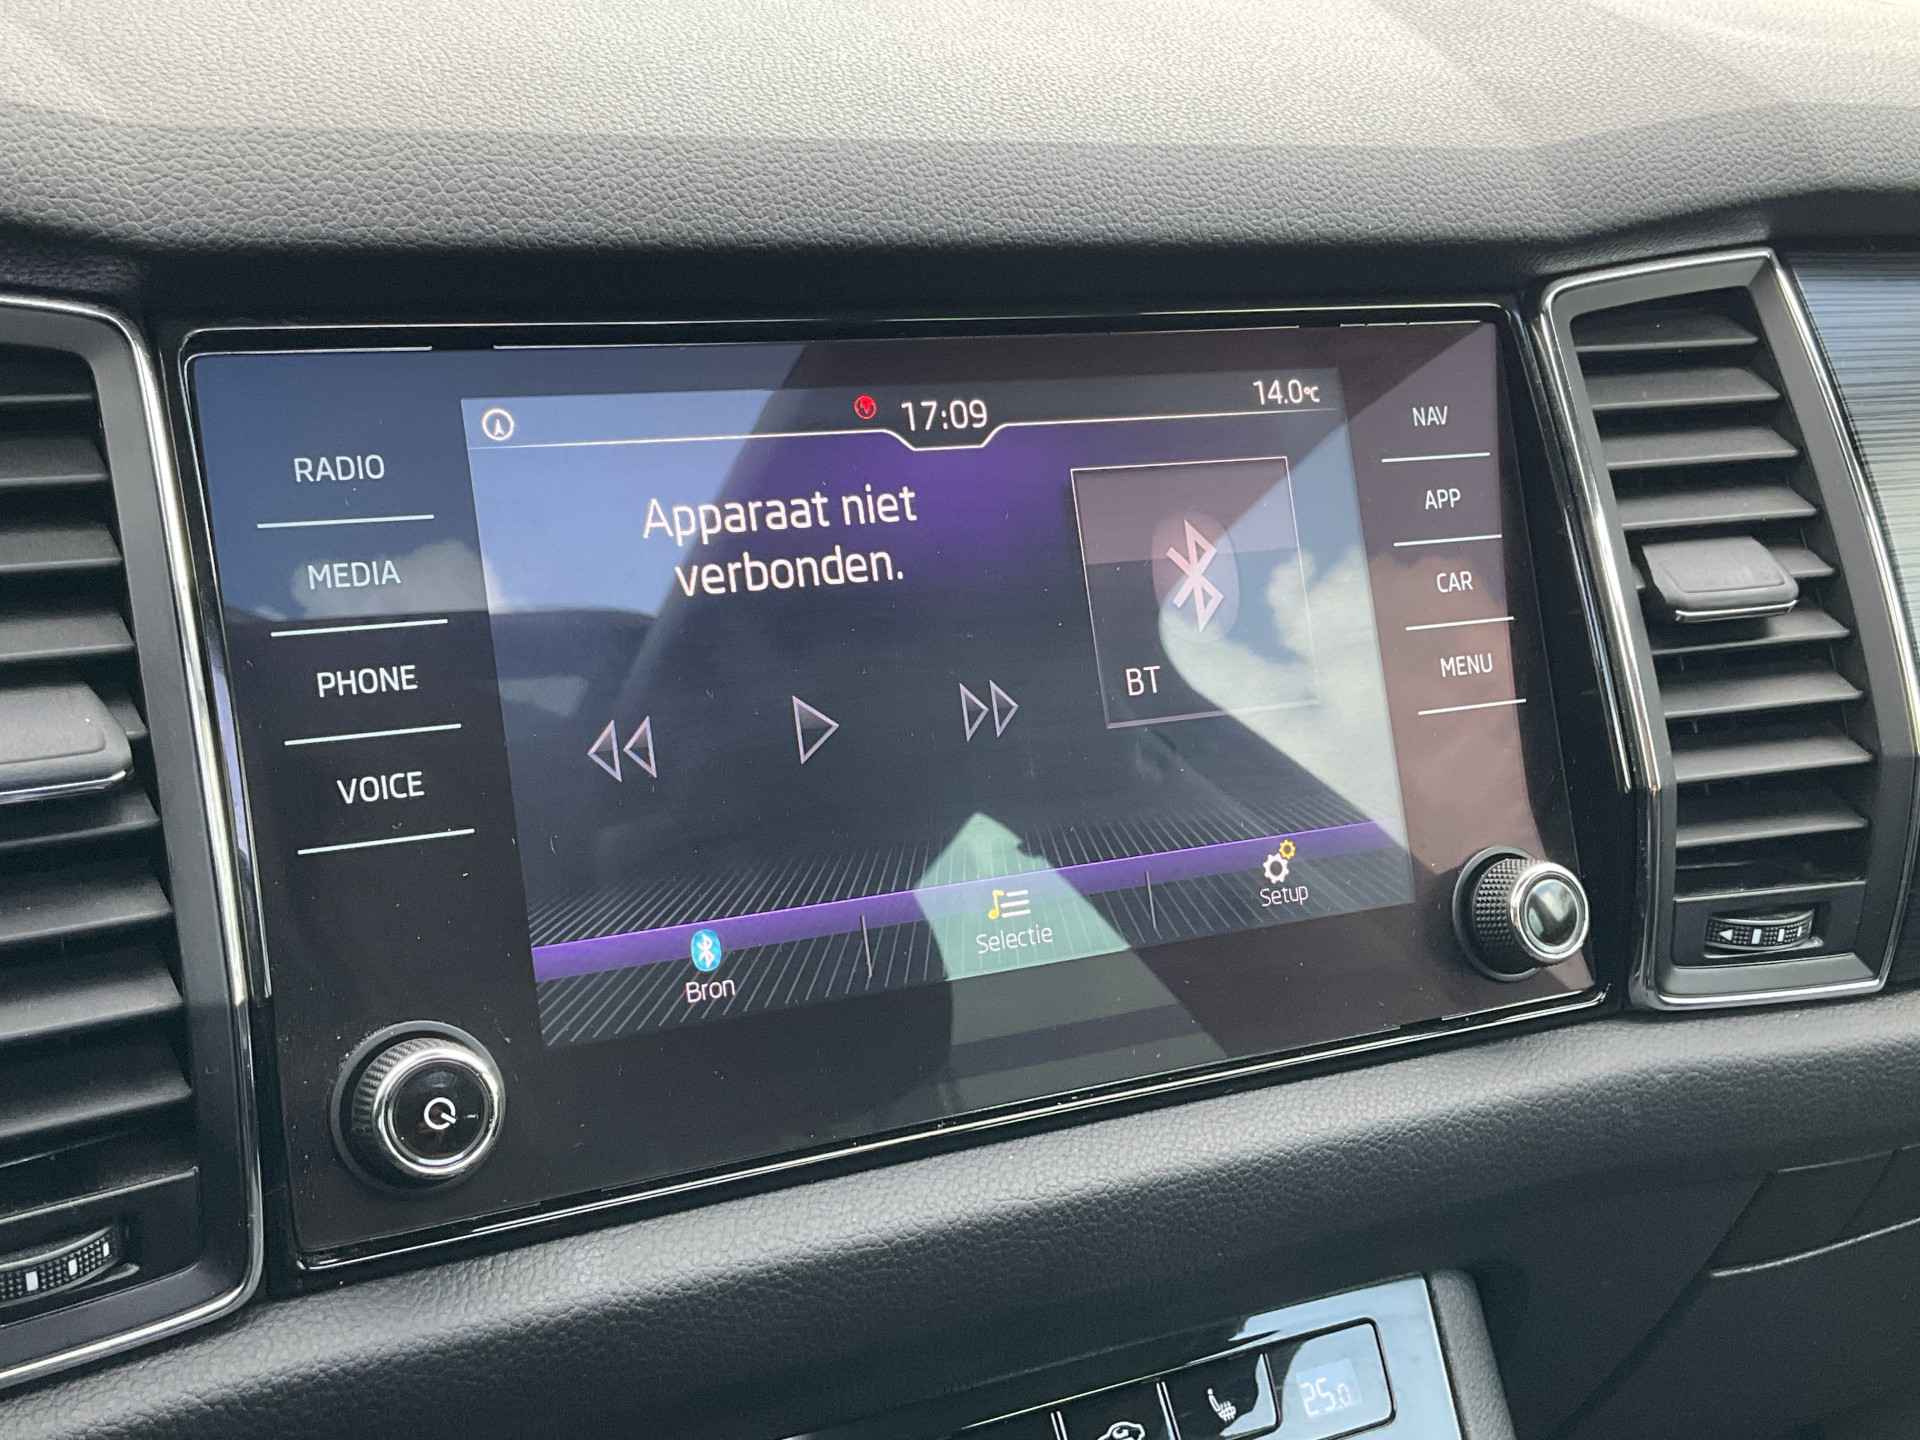 17:09
14.0°C
RADIO
MEDIA
PHONE
VOICE
Apparaat niet
verbonden.
BT
Bron
Selectie
Setup
NAV
APP
CAR
MENU
25.0